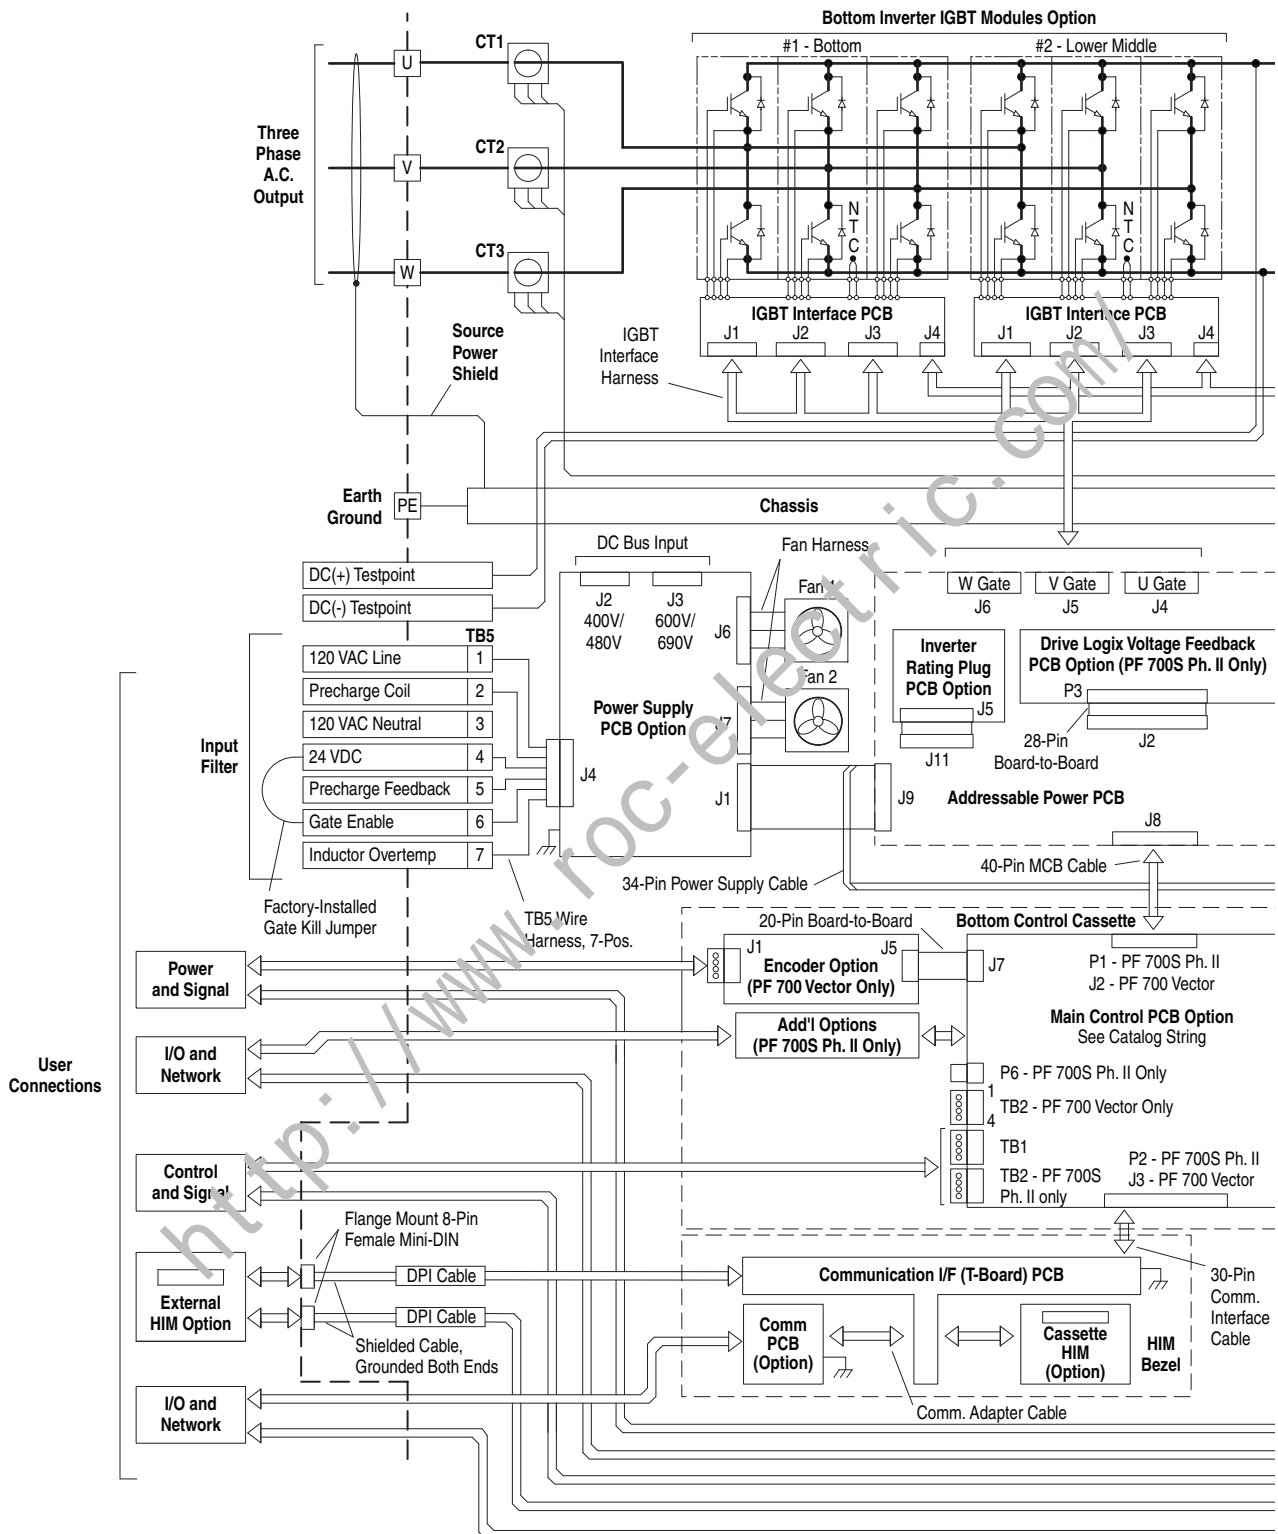 Bottom Inverter IGBT Modules Option
#1 - Bottom
#2 - Lower Middle
CT1
U
Three
Phase
A.C.
Output
CT2
V
CT3
W
N
T
C
N
T
C
IGBT Interface PCB
J1
J2
J3
J4
IGBT Interface PCB
J1
J2
J3
J4
Source
Power
Shield
IGBT
Interface
Harness
Earth
Ground
PE
Chassis
DC Bus Input
Fan Harness
DC(+) Testpoint
DC(-) Testpoint
J2
400V/
480V
J3
600V/
690V
J6
Fan 1
Fan 2
J7
W Gate
V Gate
U Gate
J6
J5
J4
Inverter
Rating Plug
PCB Option
J5
J11
Drive Logix Voltage Feedback
PCB Option (PF 700S Ph. II Only)
P3
J2
28-Pin
Board-to-Board
TB5
120 VAC Line
1
Precharge Coil
2
120 VAC Neutral
3
24 VDC
4
Precharge Feedback
5
Gate Enable
6
Inductor Overtemp
7
Input
Filter
Power Supply
PCB Option
J4
J1
J9
Addressable Power PCB
J8
40-Pin MCB Cable
34-Pin Power Supply Cable
Factory-Installed
Gate Kill Jumper
TB5 Wire
Harness, 7-Pos.
20-Pin Board-to-Board
Bottom Control Cassette
Power
and Signal
J1
J5
Encoder Option
(PF 700 Vector Only)
J7
P1 - PF 700S Ph. II
J2 - PF 700 Vector
Main Control PCB Option
See Catalog String
Add'l Options
(PF 700S Ph. II Only)
I/O and
Network
User
Connections
P6 - PF 700S Ph. II Only
1
TB2 - PF 700 Vector Only
4
TB1
TB2 - PF 700S
Ph. II only
P2 - PF 700S Ph. II
J3 - PF 700 Vector
Control
and Signal
Flange Mount 8-Pin
Female Mini-DIN
External
HIM Option
DPI Cable
DPI Cable
Shielded Cable,
Grounded Both Ends
Communication I/F (T-Board) PCB
30-Pin
Comm.
Interface
Cable
Comm
PCB
(Option)
Cassette
HIM
(Option)
HIM
Bezel
Comm. Adapter Cable
I/O and
Network
http://www.roc-electric.com/